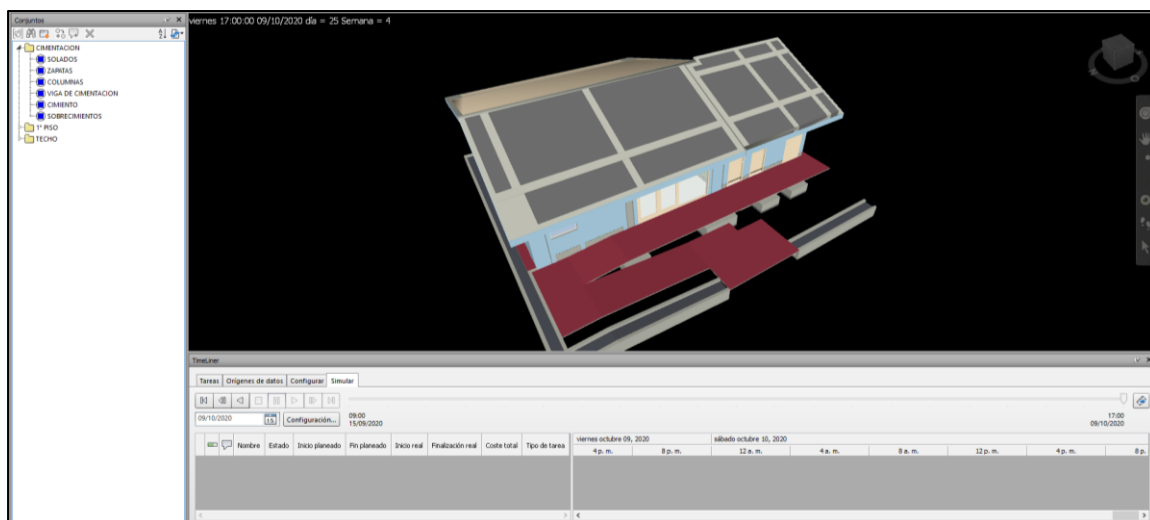 Conjuntos
viernes 17:00:00 09/10/2020 día = 25 Semana = 4
CIMENTACION
SOLADOS
ZAPATAS
COLUMNAS
VIGA DE CIMENTACION
CIMIENTO
SOBRECIMIENTOS
1° PISO
TECHO
TimeLiner
Tareas Orígenes de datos Configurar Simular
09/10/2020 15 Configuración... 09:00 17:00
15/09/2020 09/10/2020
Nombre Estado Inicio planeado Fin planeado Inicio real Finalización real Coste total Tipo de tarea
viernes octubre 09, 2020 sábado octubre 10, 2020
4 p. m. 8 p. m. 12 a. m. 4 a. m. 8 a. m. 12 p. m. 4 p. m. 8 p.